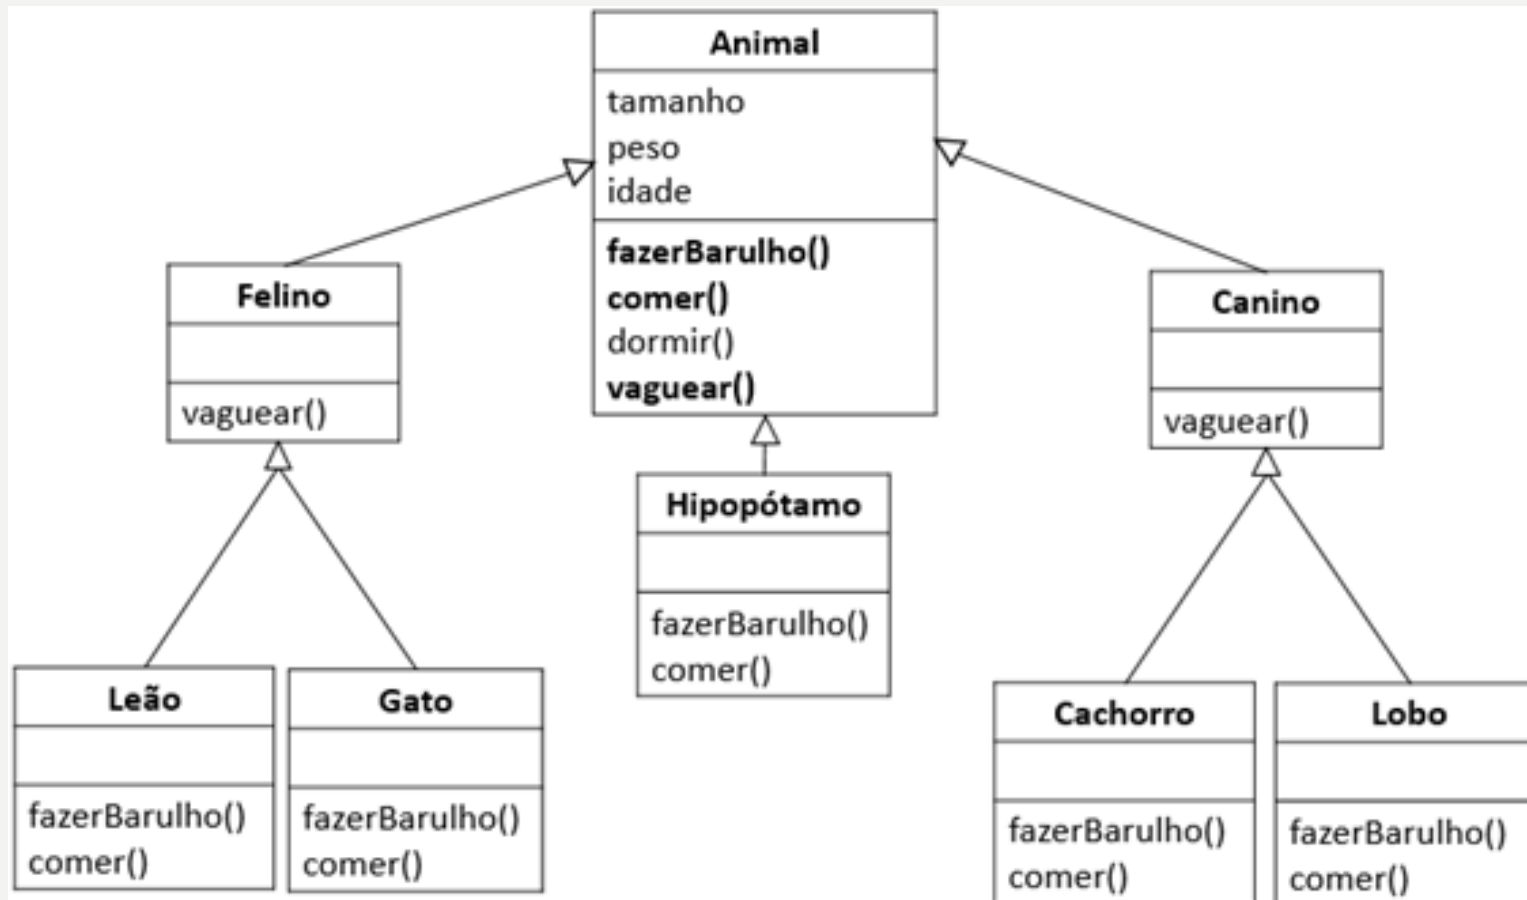 Animal
tamanho
peso
idade
fazerBarulho()
comer()
dormir()
vaguear()
Felino
vaguear()
Canino
vaguear()
Hipopótamo
fazerBarulho()
comer()
Leão
fazerBarulho()
comer()
Gato
fazerBarulho()
comer()
Cachorro
fazerBarulho()
comer()
Lobo
fazerBarulho()
comer()